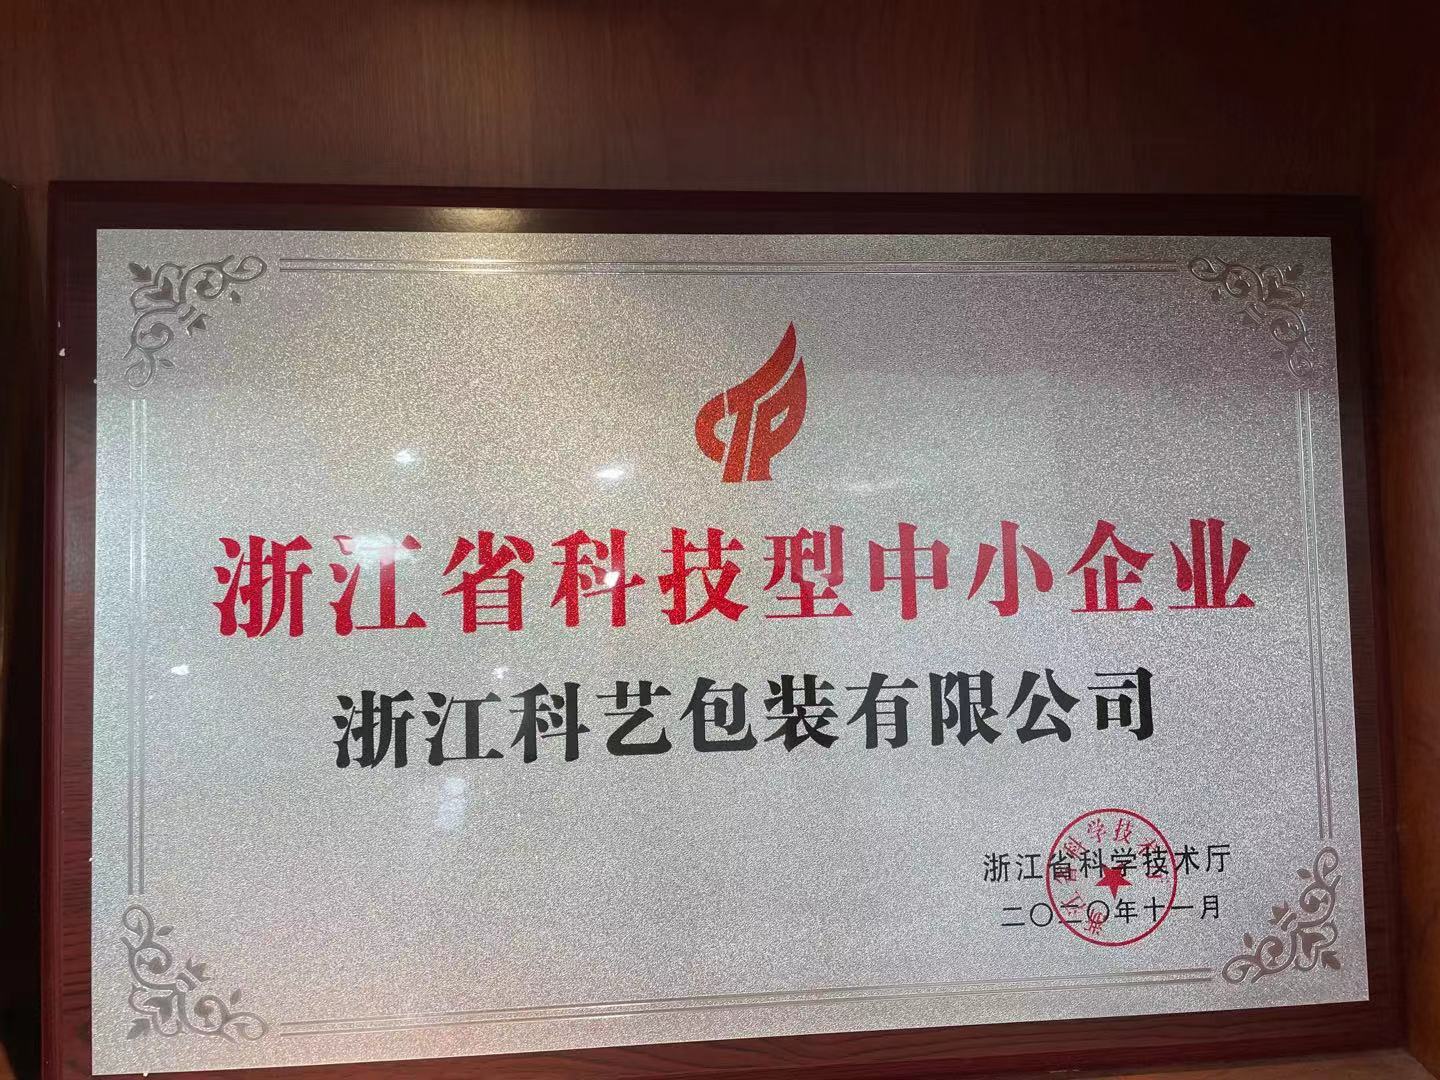 浙江省科技型中小企业
浙江科艺包装有限公司
浙江省科学技术厅
二〇二〇年十一月